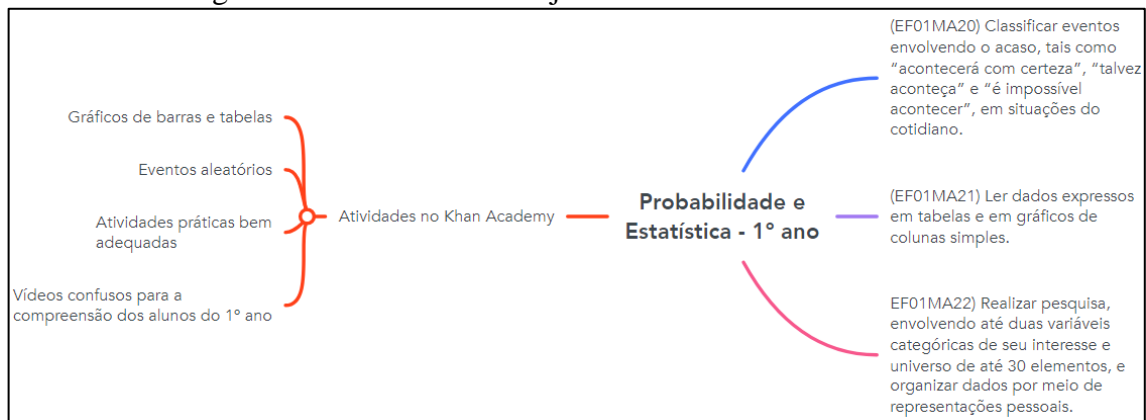 Gráficos de barras e tabelas
Eventos aleatórios
Atividades práticas bem
adequadas
Vídeos confusos para a
compreensão dos alunos do 1º ano
Atividades no Khan Academy
Probabilidade e
Estatística - 1º ano
(EF01MA20) Classificar eventos
envolvendo o acaso, tais como
“acontecerá com certeza”, “talvez
aconteça” e “é impossível
acontecer”, em situações do
cotidiano.
(EF01MA21) Ler dados expressos
em tabelas e em gráficos de
colunas simples.
EF01MA22) Realizar pesquisa,
envolvendo até duas variáveis
categóricas de seu interesse e
universo de até 30 elementos, e
organizar dados por meio de
representações pessoais.